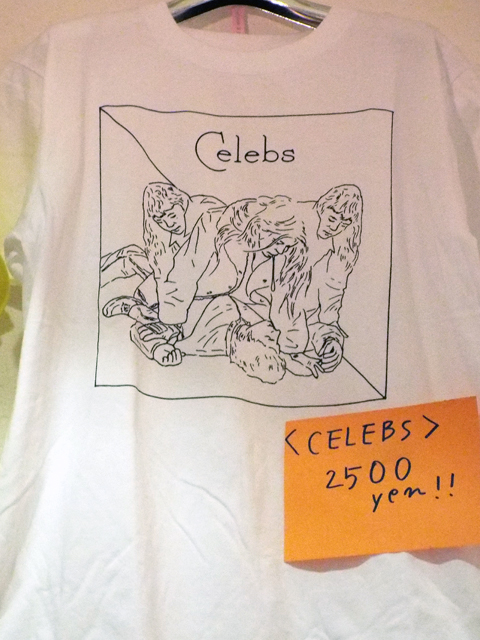 Celebs
<CELEBS>
2500
yen!!